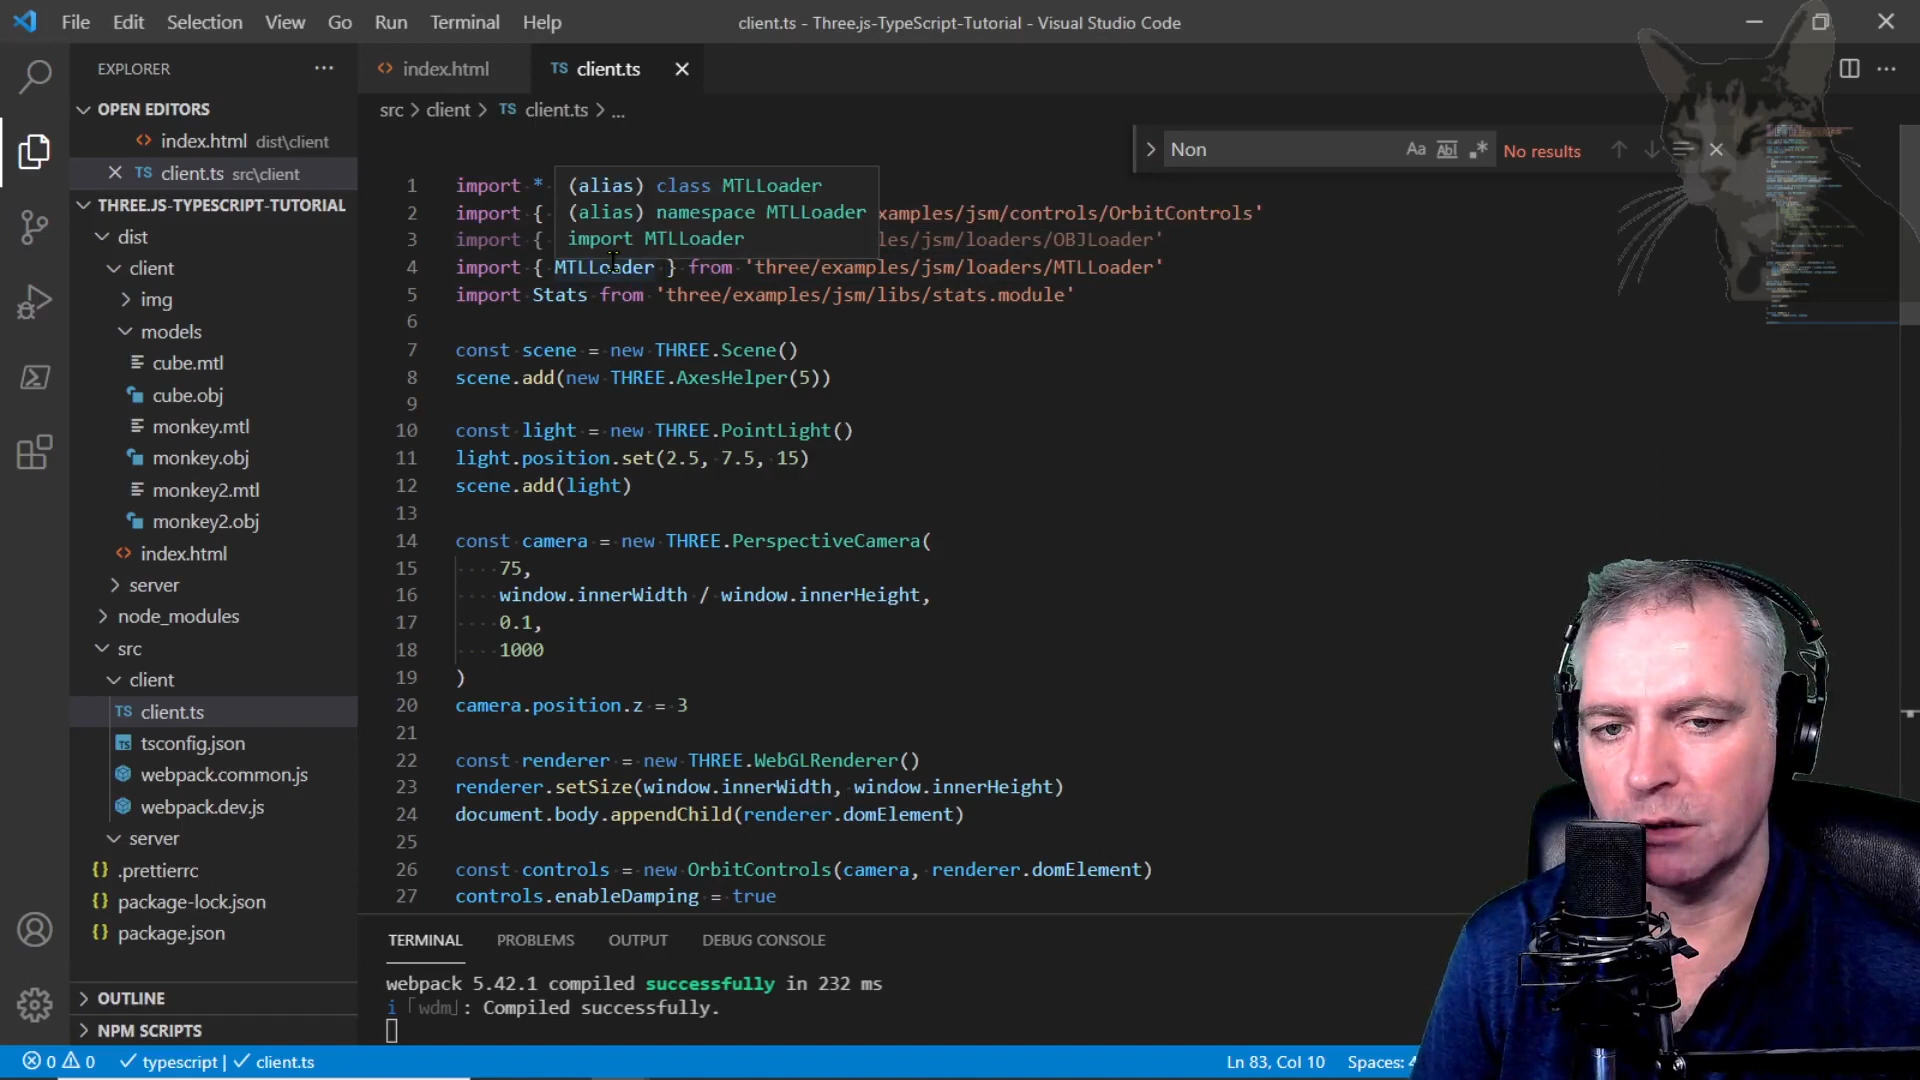 File Edit Selection View Go Run Terminal Help
client.ts - Three.js-TypeScript-Tutorial - Visual Studio Code
EXPLORER
OPEN EDITORS
<> index.html dist\client
TS client.ts src\client
THREE.JS-TYPESCRIPT-TUTORIAL
dist
client
img
models
cube.mtl
cube.obj
monkey.mtl
monkey.obj
monkey2.mtl
monkey2.obj
<> index.html
server
node_modules
src
client
TS client.ts
tsconfig.json
webpack.common.js
webpack.dev.js
server
{} .prettierrc
{} package-lock.json
{} package.json
OUTLINE
NPM SCRIPTS
<> index.html
TS client.ts
src > client > TS client.ts > ...
Non Aa Abl .* No results
(alias) class MTLLoader
(alias) namespace MTLLoader
import MTLLoader
1 import *
2 import { xamples/jsm/controls/OrbitControls'
3 import { les/jsm/loaders/OBJLoader'
4 import { MTLLoader } from 'three/examples/jsm/loaders/MTLLoader'
5 import Stats from 'three/examples/jsm/libs/stats.module'
6
7 const scene = new THREE.Scene()
8 scene.add(new THREE.AxesHelper(5))
9
10 const light = new THREE.PointLight()
11 light.position.set(2.5, 7.5, 15)
12 scene.add(light)
13
14 const camera = new THREE.PerspectiveCamera(
15 75,
16 window.innerWidth / window.innerHeight,
17 0.1,
18 1000
19 )
20 camera.position.z = 3
21
22 const renderer = new THREE.WebGLRenderer()
23 renderer.setSize(window.innerWidth, window.innerHeight)
24 document.body.appendChild(renderer.domElement)
25
26 const controls = new OrbitControls(camera, renderer.domElement)
27 controls.enableDamping = true
TERMINAL PROBLEMS OUTPUT DEBUG CONSOLE
webpack 5.42.1 compiled successfully in 232 ms
i ｢wdm｣: Compiled successfully.
0 0 typescript | client.ts
Ln 83, Col 10 Spaces: